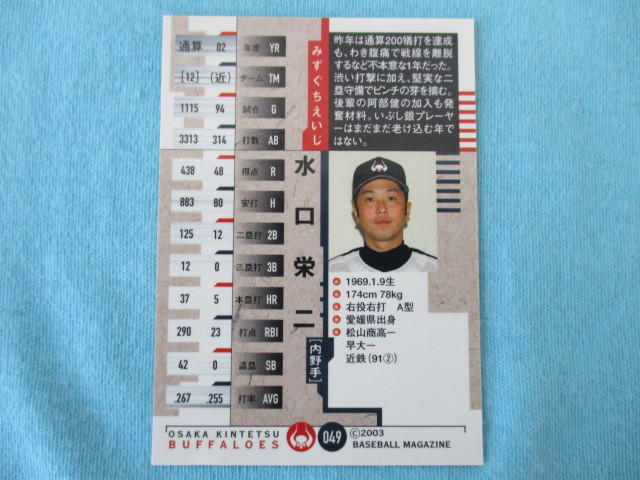 通算 02 年度 YR
[12] (近) チーム TM
1115 94 試合 G
3313 314 打数 AB
438 48 得点 R
883 80 安打 H
125 12 二塁打 2B
12 0 三塁打 3B
37 5 本塁打 HR
290 23 打点 RBI
42 0 盗塁 SB
.267 .255 打率 AVG
みずぐちえいじ
水口栄二
[内野手]
昨年は通算200犠打を達成
も、わき腹痛で戦線を離脱
するなど不本意な1年だった。
渋い打撃に加え、堅実な二
塁守備でピンチの芽を摘む。
後輩の阿部健の加入も発
奮材料。いぶし銀プレーヤ
ーはまだまだ老け込む年で
はない。
1969.1.9生
174cm 78kg
右投右打 A型
愛媛県出身
松山商高ー
早大ー
近鉄(91②)
OSAKA KINTETSU
BUFFALOES
049
©2003
BASEBALL MAGAZINE